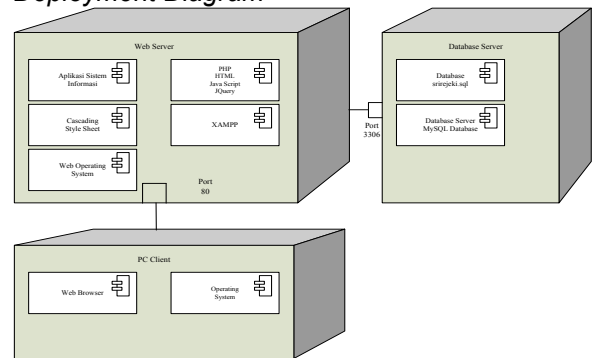 Deployment Diagram
Web Server
Aplikasi Sistem
Informasi
PHP
HTML
Java Script
JQuery
Cascading
Style Sheet
XAMPP
Web Operating
System
Port
80
Database Server
Database
srirejeki.sql
Database Server
MySQL Database
Port
3306
PC Client
Web Browser
Operating
System